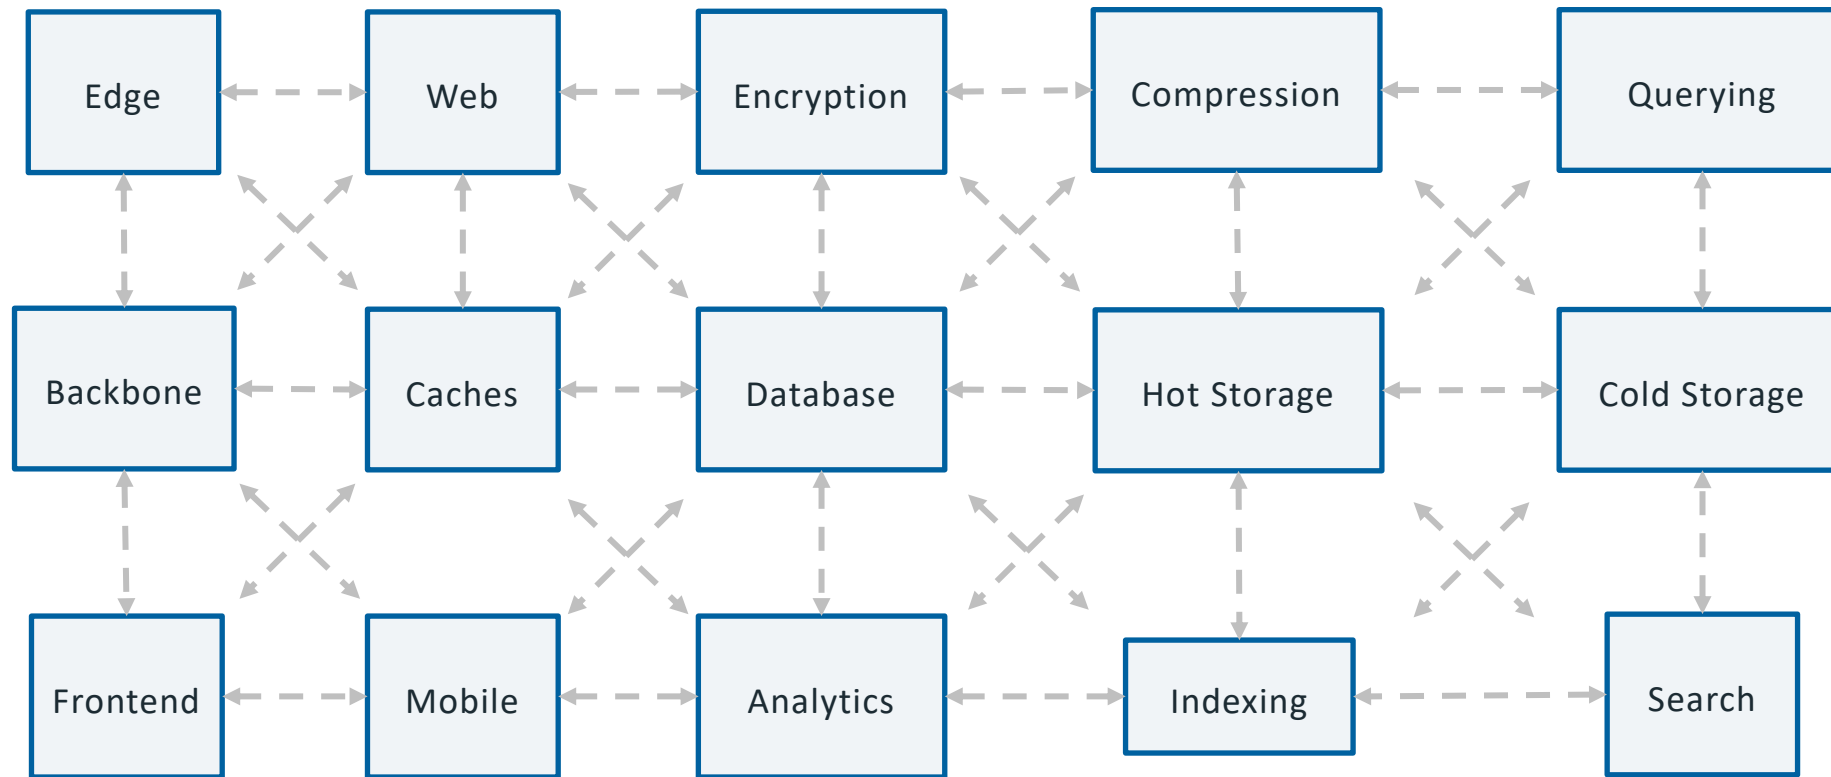 Edge
Web
Encryption
Compression
Querying
Backbone
Caches
Database
Hot Storage
Cold Storage
Frontend
Mobile
Analytics
Indexing
Search